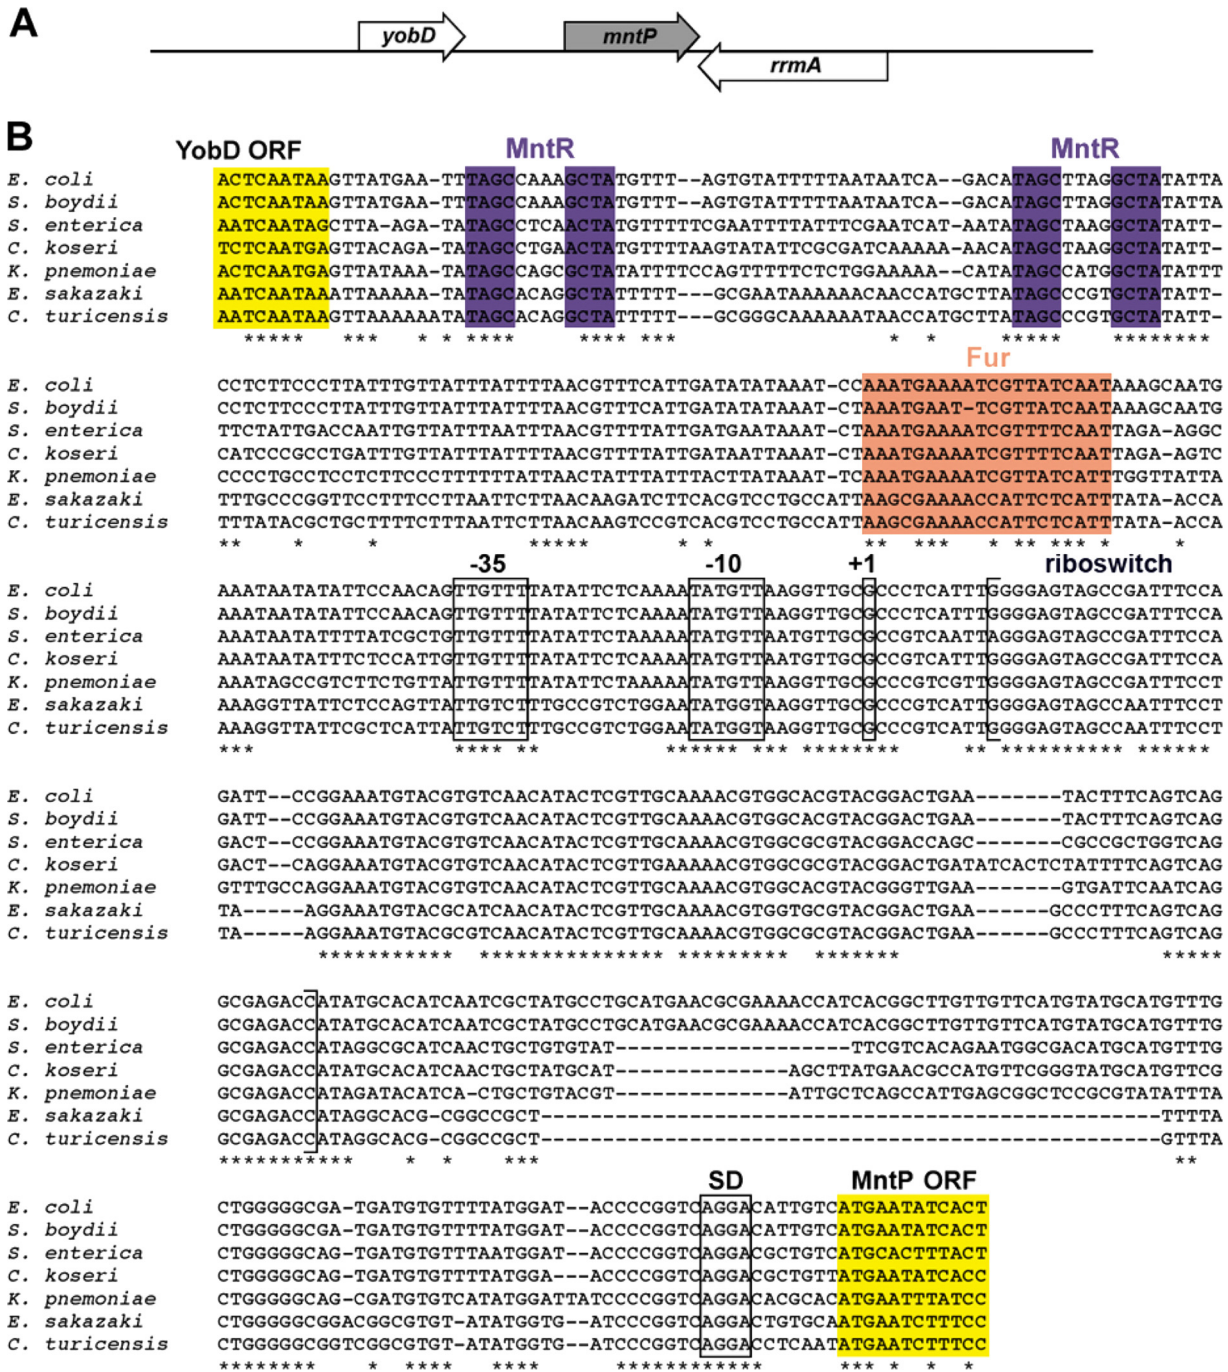 A
yobD
mntP
rrmA
B
YobD ORF MntR MntR
E. coli ACTCAATAAGTTATGAA-TTTAGCCAAAGCTATGTTT--AGTGTATTTTTAATAATCA--GACATAGCTTAGGCTATATTA
S. boydii ACTCAATAAGTTATGAA-TTTAGCCAAAGCTATGTTT--AGTGTATTTTTAATAATCA--GACATAGCTTAGGCTATATTA
S. enterica AATCAATAGCTTA-AGA-TATAGCCTCAACTATGTTTTTCGAATTTTATTTCGAATCAT-AATATAGCTAAGGCTATATT-
C. koseri TCTCAATGAGTTACAGA-TATAGCCTGAACTATGTTTTAAGTATATTCGCGATCAAAAA-AACATAGCTAAGGCTATATT-
K. pnemoniae ACTCAATGAGTTATAAA-TATAGCCAGCGCTATATTTTCCAGTTTTTCTCTGGAAAAA--CATATAGCCATGGCTATATTT
E. sakazaki AATCAATAAATTAAAAA-TATAGCACAGGCTATTTTT---GCGAATAAAAAACAACCATGCTTATAGCCCGTGCTATATT-
C. turicensis AATCAATAAGTTAAAAAATATAGCACAGGCTATTTTT---GCGGGCAAAAAATAACCATGCTTATAGCCCGTGCTATATT-
***** *** * * **** **** *** * * ***** ********
Fur
E. coli CCTCTTCCCTTATTTGTTATTTATTTTAACGTTTCATTGATATATAAAT-CCAAATGAAAATCGTTATCAATAAAGCAATG
S. boydii CCTCTTCCCTTATTTGTTATTTATTTTAACGTTTCATTGATATATAAAT-CTAAATGAAT-TCGTTATCAATAAAGCAATG
S. enterica TTCTATTGACCAATTGTTATTTAATTTAACGTTTTATTGATGAATAAAT-CTAAATGAAAATCGTTTTCAATTAGA-AGGC
C. koseri CATCCCGCCTGATTTGTTATTTATTTTAACGTTTTATTGATAATTAAAT-CTAAATGAAAATCGTTTTCAATTAGA-AGTC
K. pnemoniae CCCCTGCCTCCTCTTCCCTTTTTTATTAACTATTTATTTACTTATAAAT-TCAAATGAAAATCGTTATCATTTGGTTATTA
E. sakazaki TTTGCCCGGTTCCTTTCCTTAATTCTTAACAAGATCTTCACGTCCTGCCATTAAGCGAAAACCATTCTCATTTATA-ACCA
C. turicensis TTTATACGCTGCTTTTCTTTAATTCTTAACAAGTCCGTCACGTCCTGCCATTAAGCGAAAACCATTCTCATTTATA-ACCA
** * * ***** * * ** *** * ** *** * *
-35 -10 +1 riboswitch
E. coli AAATAATATATTCCAACAGTTGTTTTATATTCTCAAAATATGTTAAGGTTGCGCCCTCATTTGGGGAGTAGCCGATTTCCA
S. boydii AAATAATATATTCCAACAGTTGTTTTATATTCTCAAAATATGTTAAGGTTGCGCCCTCATTTGGGGAGTAGCCGATTTCCA
S. enterica AAATAATATTTTATCGCTGTTGTTTTATATTCTAAAAATATGTTAATGTTGCGCCGTCAATTAGGGAGTAGCCGATTTCCA
C. koseri AAATAATATTTCTCCATTGTTGTTTTATATTCTCAAAATATGTTAATGTTGCGCCGTCATTTGGGGAGTAGCCGATTTCCA
K. pnemoniae AAATAGCCGTCTTCTGTTATTGTTTTATATTCTAAAAATATGTTAAGGTTGCGCCCGTCGTTGGGGAGTAGCCGATTTCCT
E. sakazaki AAAGGTTATTCTCCAGTTATTGTCTTTGCCGTCTGGAATATGGTAAGGTTGCGCCCGTCATTGGGGAGTAGCCAATTTCCT
C. turicensis AAAGGTTATTCGCTCATTATTGTCTTTGCCGTCTGGAATATGGTAAGGTTGCGCCCGTCATTGGGGAGTAGCCAATTTCCT
*** **** ** ****** *** ******** ** ********** ******
E. coli GATT--CCGGAAATGTACGTGTCAACATACTCGTTGCAAAACGTGGCACGTACGGACTGAA-------TACTTTCAGTCAG
S. boydii GATT--CCGGAAATGTACGTGTCAACATACTCGTTGCAAAACGTGGCACGTACGGACTGAA-------TACTTTCAGTCAG
S. enterica GACT--CCGGAAATGTACGTGTCAACATACTCGTTGCAAAACGTGGCGCGTACGGACCAGC-------CGCCGCTGGTCAG
C. koseri GACT--CAGGAAATGTACGTGTCAACATACTCGTTGAAAAACGTGGCGCGTACGGACTGATATCACTCTATTTTCAGTCAG
K. pnemoniae GTTTGCCAGGAAATGTACGTGTCAACATACTCGTTGCAAAACGTGGCACGTACGGGTTGAA-------GTGATTCAATCAG
E. sakazaki TA-----AGGAAATGTACGCATCAACATACTCGTTGCAAAACGTGGTGCGTACGGACTGAA------GCCCTTTCAGTCAG
C. turicensis TA-----AGGAAATGTACGCGTCAACATACTCGTTGCAAAACGTGGCGCGTACGGACTGAA------GCCCTTTCAGTCAG
*********** *************** ********* ******* *****
E. coli GCGAGACCATATGCACATCAATCGCTATGCCTGCATGAACGCGAAAACCATCACGGCTTGTTGTTCATGTATGCATGTTTG
S. boydii GCGAGACCATATGCACATCAATCGCTATGCCTGCATGAACGCGAAAACCATCACGGCTTGTTGTTCATGTATGCATGTTTG
S. enterica GCGAGACCATAGGCGCATCAACTGCTGTGTAT-------------------TTCGTCACAGAATGGCGACATGCATGTTTG
C. koseri GCGAGACCATATGCACATCAACTGCTATGCAT--------------AGCTTATGAACGCCATGTTCGGGTATGCATGTTCG
K. pnemoniae GCGAGACCATAGATACATCA-CTGCTGTACGT--------------ATTGCTCAGCCATTGAGCGGCTCCGCGTATATTTA
E. sakazaki GCGAGACCATAGGCACG-CGGCCGCT--------------------------------------------------TTTTA
C. turicensis GCGAGACCATAGGCACG-CGGCCGCT--------------------------------------------------GTTTA
*********** * * *** **
SD MntP ORF
E. coli CTGGGGGCGA-TGATGTGTTTTATGGAT--ACCCCGGTCAGGACATTGTCATGAATATCACT
S. boydii CTGGGGGCGA-TGATGTGTTTTATGGAT--ACCCCGGTCAGGACATTGTCATGAATATCACT
S. enterica CTGGGGGCAG-TGATGTGTTTAATGGAT--ACCCCGGTCAGGACGCTGTCATGCACTTTACT
C. koseri CTGGGGGCAG-TGATGTGTTTTATGGA---ACCCCGGTCAGGACGCTGTTATGAATATCACC
K. pnemoniae CTGGGGGCAG-CGATGTGTCATATGGATTATCCCCGGTCAGGACACGCACATGAATTTATCC
E. sakazaki CTGGGGGCGGACGGCGTGT-ATATGGTG--ATCCCGGTCAGGACTGTGCAATGAATCTTTCC
C. turicensis CTGGGGGCGGTCGGCGTGT-ATATGGTG--ATCCCGGTCAGGACCTCAATATGAATCTTTCC
******** * **** **** ************ *** * * *